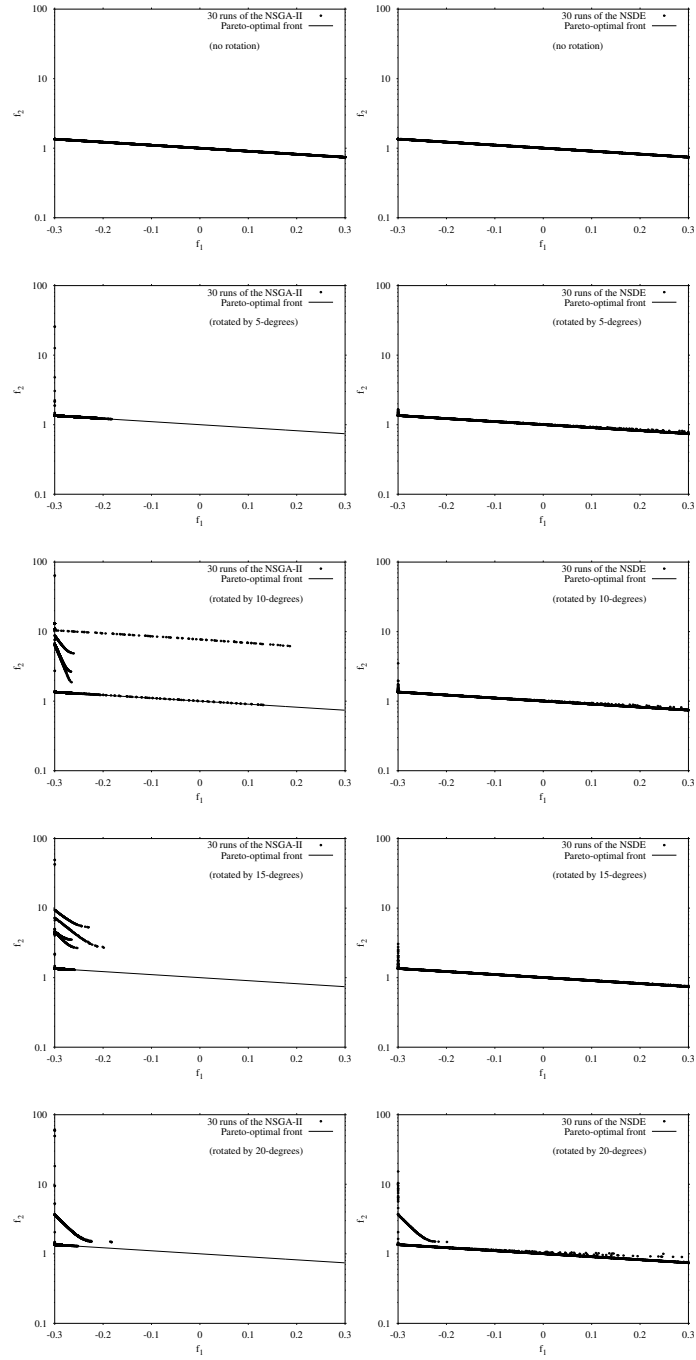 100
10
1
0.1
-0.3 -0.2 -0.1 0 0.1 0.2 0.3
f2
f1
30 runs of the NSGA-II
Pareto-optimal front
(no rotation)
100
10
1
0.1
-0.3 -0.2 -0.1 0 0.1 0.2 0.3
f2
f1
30 runs of the NSDE
Pareto-optimal front
(no rotation)
100
10
1
0.1
-0.3 -0.2 -0.1 0 0.1 0.2 0.3
f2
f1
30 runs of the NSGA-II
Pareto-optimal front
(rotated by 5-degrees)
100
10
1
0.1
-0.3 -0.2 -0.1 0 0.1 0.2 0.3
f2
f1
30 runs of the NSDE
Pareto-optimal front
(rotated by 5-degrees)
100
10
1
0.1
-0.3 -0.2 -0.1 0 0.1 0.2 0.3
f2
f1
30 runs of the NSGA-II
Pareto-optimal front
(rotated by 10-degrees)
100
10
1
0.1
-0.3 -0.2 -0.1 0 0.1 0.2 0.3
f2
f1
30 runs of the NSDE
Pareto-optimal front
(rotated by 10-degrees)
100
10
1
0.1
-0.3 -0.2 -0.1 0 0.1 0.2 0.3
f2
f1
30 runs of the NSGA-II
Pareto-optimal front
(rotated by 15-degrees)
100
10
1
0.1
-0.3 -0.2 -0.1 0 0.1 0.2 0.3
f2
f1
30 runs of the NSDE
Pareto-optimal front
(rotated by 15-degrees)
100
10
1
0.1
-0.3 -0.2 -0.1 0 0.1 0.2 0.3
f2
f1
30 runs of the NSGA-II
Pareto-optimal front
(rotated by 20-degrees)
100
10
1
0.1
-0.3 -0.2 -0.1 0 0.1 0.2 0.3
f2
f1
30 runs of the NSDE
Pareto-optimal front
(rotated by 20-degrees)